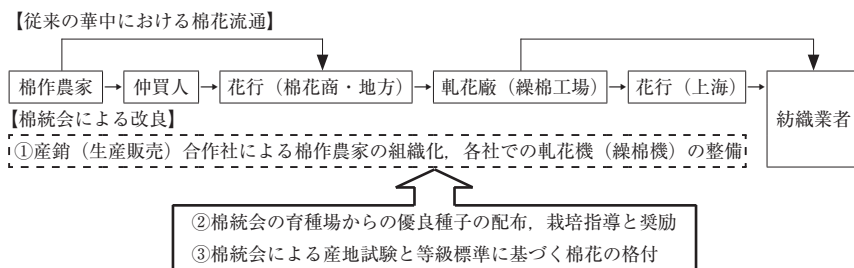 【従来の華中における棉花流通】
棉作農家
仲買人
花行（棉花商・地方）
軋花廠（繰棉工場）
花行（上海）
紡織業者
【棉統会による改良】
①産銷（生産販売）合作社による棉作農家の組織化，各社での軋花機（繰棉機）の整備
②棉統会の育種場からの優良種子の配布，栽培指導と奨励
③棉統会による産地試験と等級標準に基づく棉花の格付